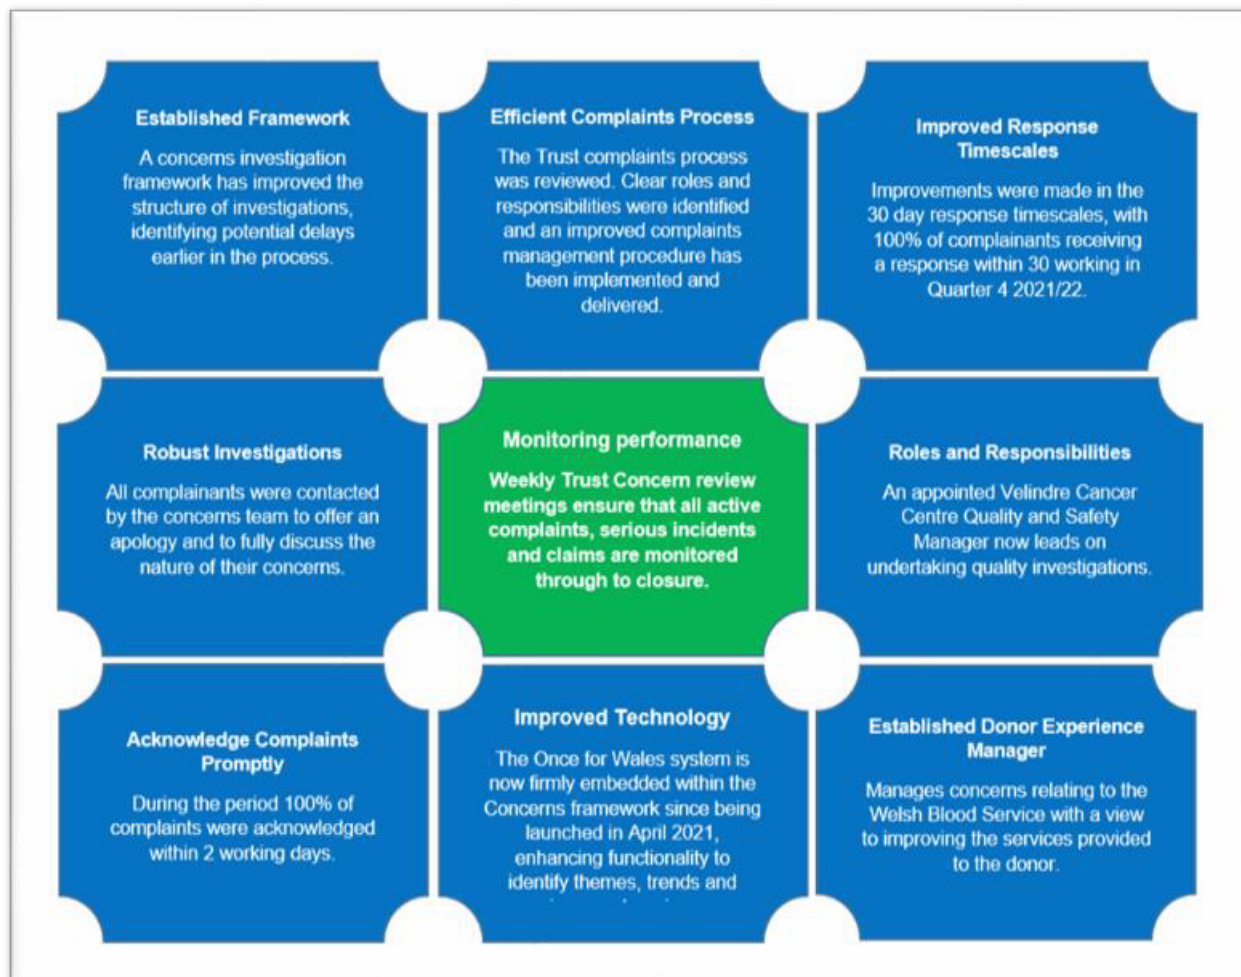 Established Framework
A concerns investigation
framework has improved the
structure of investigations,
identifying potential delays
earlier in the process.
Efficient Complaints Process
The Trust complaints process
was reviewed. Clear roles and
responsibilities were identified
and an improved complaints
management procedure has
been implemented and
delivered.
Improved Response
Timescales
Improvements were made in the
30 day response timescales, with
100% of complainants receiving
a response within 30 working in
Quarter 4 2021/22.
Robust Investigations
All complainants were contacted
by the concerns team to offer an
apology and to fully discuss the
nature of their concerns.
Monitoring performance
Weekly Trust Concern review
meetings ensure that all active
complaints, serious incidents
and claims are monitored
through to closure.
Roles and Responsibilities
An appointed Velindre Cancer
Centre Quality and Safety
Manager now leads on
undertaking quality investigations.
Acknowledge Complaints
Promptly
During the period 100% of
complaints were acknowledged
within 2 working days.
Improved Technology
The Once for Wales system is
now firmly embedded within the
Concerns framework since being
launched in April 2021,
enhancing functionality to
identify themes, trends and
Established Donor Experience
Manager
Manages concerns relating to the
Welsh Blood Service with a view
to improving the services provided
to the donor.